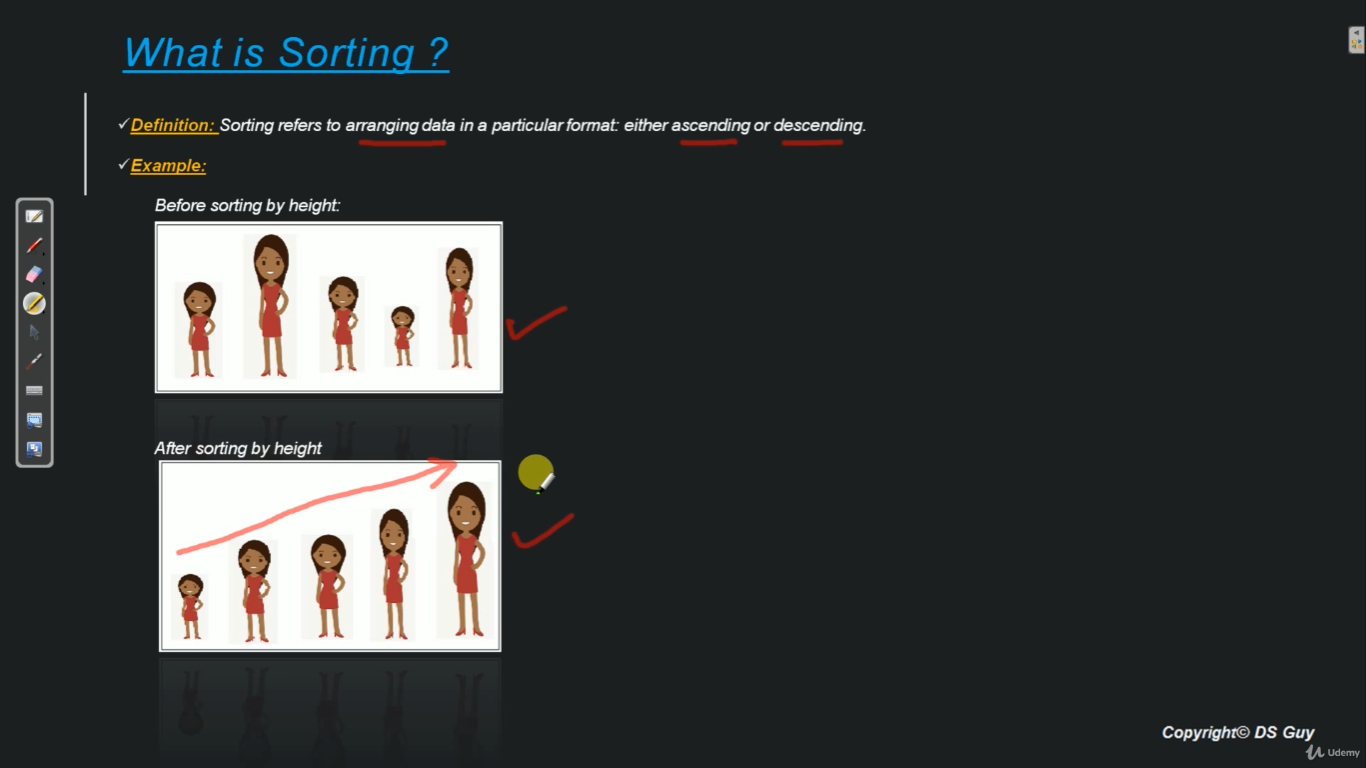 What is Sorting ?
✓Definition: Sorting refers to arranging data in a particular format: either ascending or descending.
✓Example:
Before sorting by height:
After sorting by height
Copyright© DS Guy
Udemy